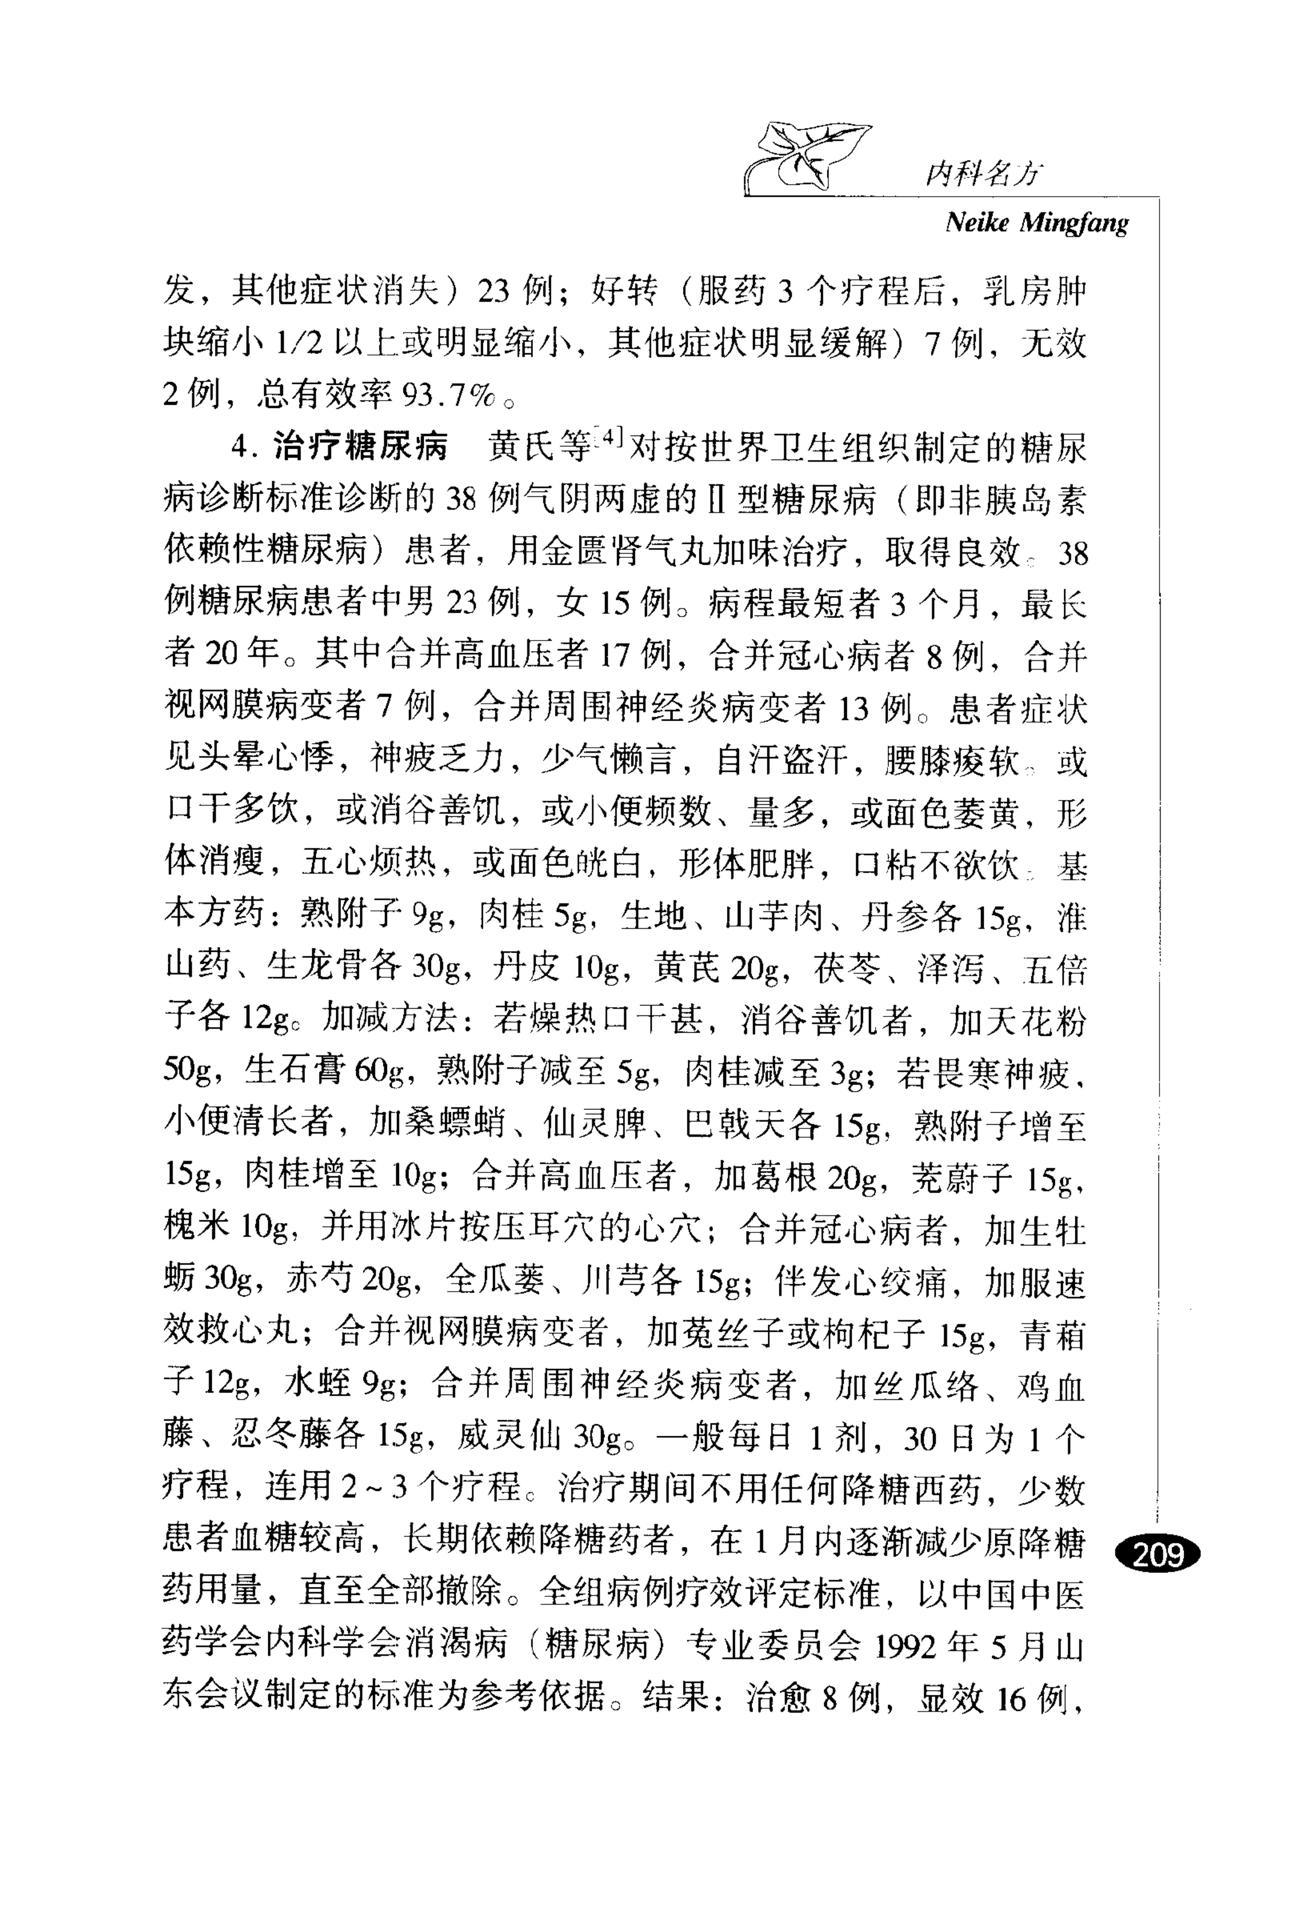 内科名方
Neike Mingfang
发，其他症状消失）23 例；好转（服药 3 个疗程后，乳房肿
块缩小 1/2 以上或明显缩小，其他症状明显缓解）7 例，无效
2 例，总有效率 93.7%。
4. 治疗糖尿病　黄氏等[4]对按世界卫生组织制定的糖尿
病诊断标准诊断的 38 例气阴两虚的Ⅱ型糖尿病（即非胰岛素
依赖性糖尿病）患者，用金匮肾气丸加味治疗，取得良效。38
例糖尿病患者中男 23 例，女 15 例。病程最短者 3 个月，最长
者 20 年。其中合并高血压者 17 例，合并冠心病者 8 例，合并
视网膜病变者 7 例，合并周围神经炎病变者 13 例。患者症状
见头晕心悸，神疲乏力，少气懒言，自汗盗汗，腰膝痠软。或
口干多饮，或消谷善饥，或小便频数、量多，或面色萎黄，形
体消瘦，五心烦热，或面色㿠白，形体肥胖，口粘不欲饮。基
本方药：熟附子 9g，肉桂 5g，生地、山芋肉、丹参各 15g，淮
山药、生龙骨各 30g，丹皮 10g，黄芪 20g，茯苓、泽泻、五倍
子各 12g。加减方法：若燥热口干甚，消谷善饥者，加天花粉
50g，生石膏 60g，熟附子减至 5g，肉桂减至 3g；若畏寒神疲，
小便清长者，加桑螵蛸、仙灵脾、巴戟天各 15g，熟附子增至
15g，肉桂增至 10g；合并高血压者，加葛根 20g，茺蔚子 15g，
槐米 10g，并用冰片按压耳穴的心穴；合并冠心病者，加生牡
蛎 30g，赤芍 20g，全瓜蒌、川芎各 15g；伴发心绞痛，加服速
效救心丸；合并视网膜病变者，加菟丝子或枸杞子 15g，青葙
子 12g，水蛭 9g；合并周围神经炎病变者，加丝瓜络、鸡血
藤、忍冬藤各 15g，威灵仙 30g。一般每日 1 剂，30 日为 1 个
疗程，连用 2～3 个疗程。治疗期间不用任何降糖西药，少数
患者血糖较高，长期依赖降糖药者，在 1 月内逐渐减少原降糖
药用量，直至全部撤除。全组病例疗效评定标准，以中国中医
药学会内科学会消渴病（糖尿病）专业委员会 1992 年 5 月山
东会议制定的标准为参考依据。结果：治愈 8 例，显效 16 例，
209